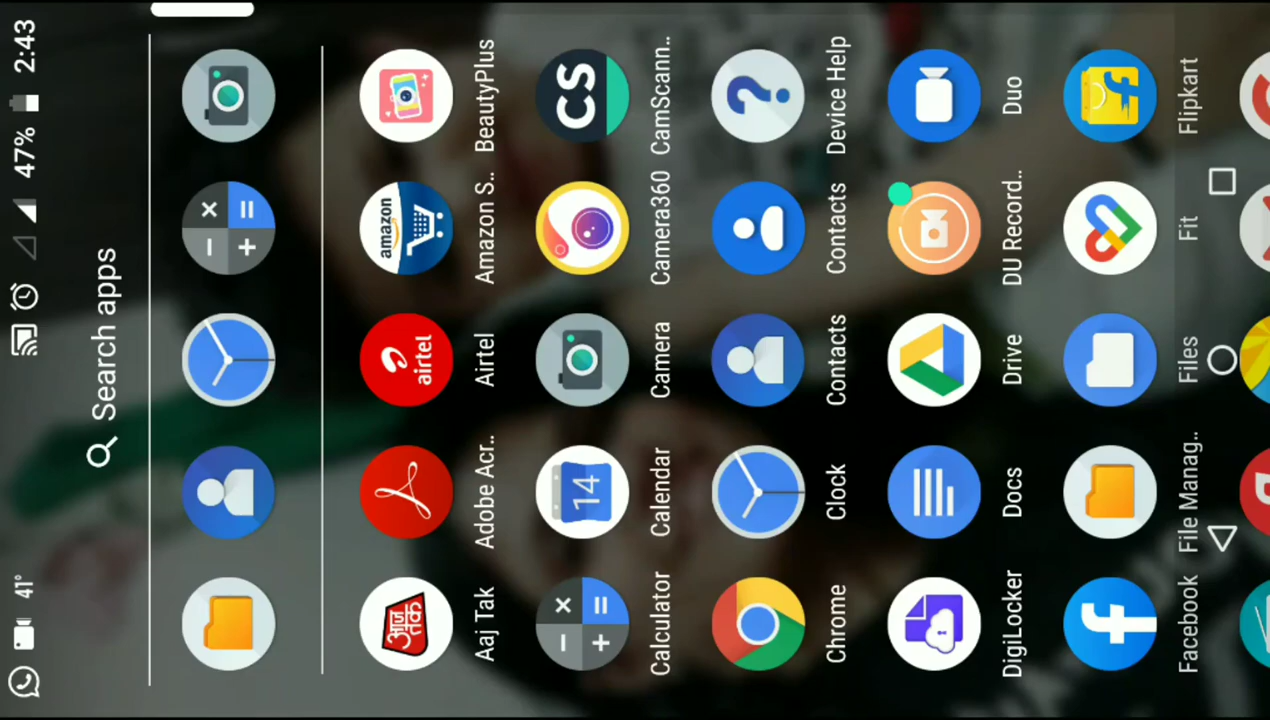 41°
47%
2:43
Search apps
आज तक
airtel
amazon
Aaj Tak
Adobe Acr..
Airtel
Amazon S..
BeautyPlus
14
CS
Calculator
Calendar
Camera
Camera360
CamScann..
Chrome
Clock
Contacts
Contacts
Device Help
DigiLocker
Docs
Drive
DU Record..
Duo
Facebook
File Manag..
Files
Fit
Flipkart